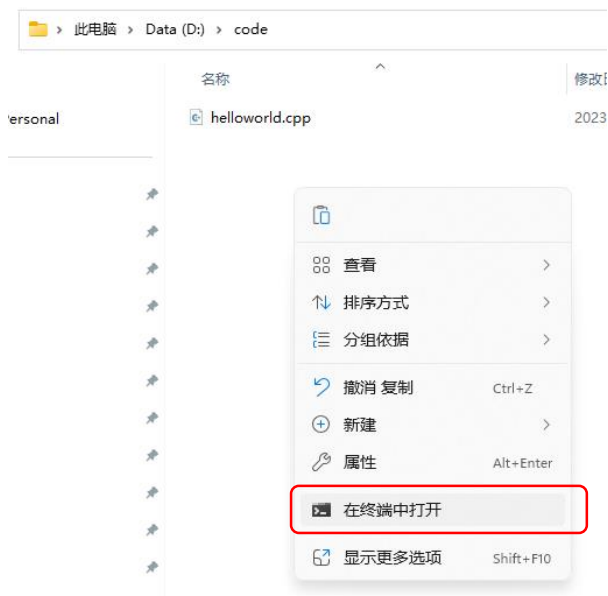 此电脑 > Data (D:) > code
名称 修改
ersonal
helloworld.cpp 2023
查看
排序方式
分组依据
撤消 复制 Ctrl+Z
新建
属性 Alt+Enter
在终端中打开
显示更多选项 Shift+F10